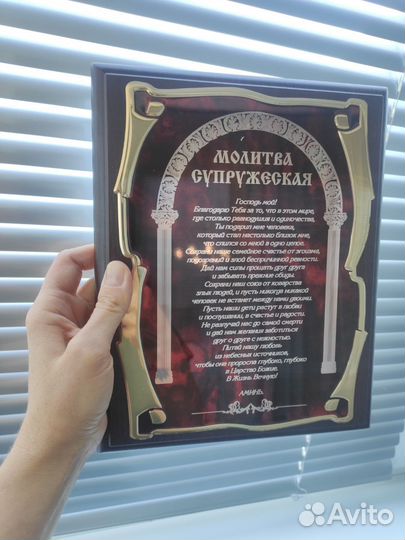 МОЛИТВА
СУПРУЖЕСКАЯ
Господь мой!
Благодарю Тебя за то, что в этом мире,
где столько равнодушия и одиночества,
Ты подарил мне человека,
который стал настолько близок мне,
что слился со мной в одно целое.
Сохрани наше семейное счастье от эгоизма,
подозрений и злой беспричинной ревности.
Дай нам силы прощать друг друга
и забывать прежние обиды.
Сохрани наш союз от коварства
злых людей, и пусть никогда никакой
человек не встанет между нами двоими.
Пусть наши дети растут в любви
и послушании, в счастье и радости.
Не разлучай нас до самой смерти
и дай нам желания заботиться
друг о друге с нежностью.
Питай нашу любовь
из небесных источников,
чтобы она проросла глубоко, глубоко
в Царство Божие.
В Жизнь Вечную!
АМИНЬ.
Avito